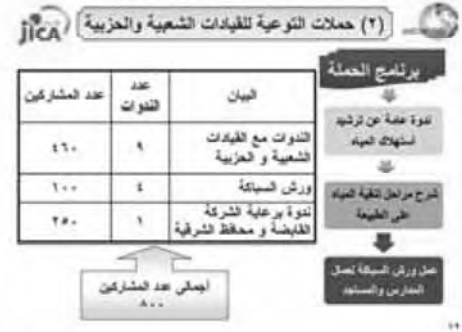 (٢) حملات التوعية للقيادات الشعبية والحزبية
jica
برنامج الحملة
ندوة عامة عن ترشيد
أستهلاك المياه
شرح مراحل تنقية المياه
على الطبيعة
عمل ورش السباكة لعمال
المدارس والمساجد
البيان
عدد
الندوات
عدد المشاركين
الندوات مع القيادات
الشعبية و الحزبية
٩
٤٦٠
ورش السباكة
٤
١٠٠
ندوة برعاية الشركة
القابضة و محافظ الشرقية
١
٢٥٠
أجمالي عدد المشاركين
٨٠٠